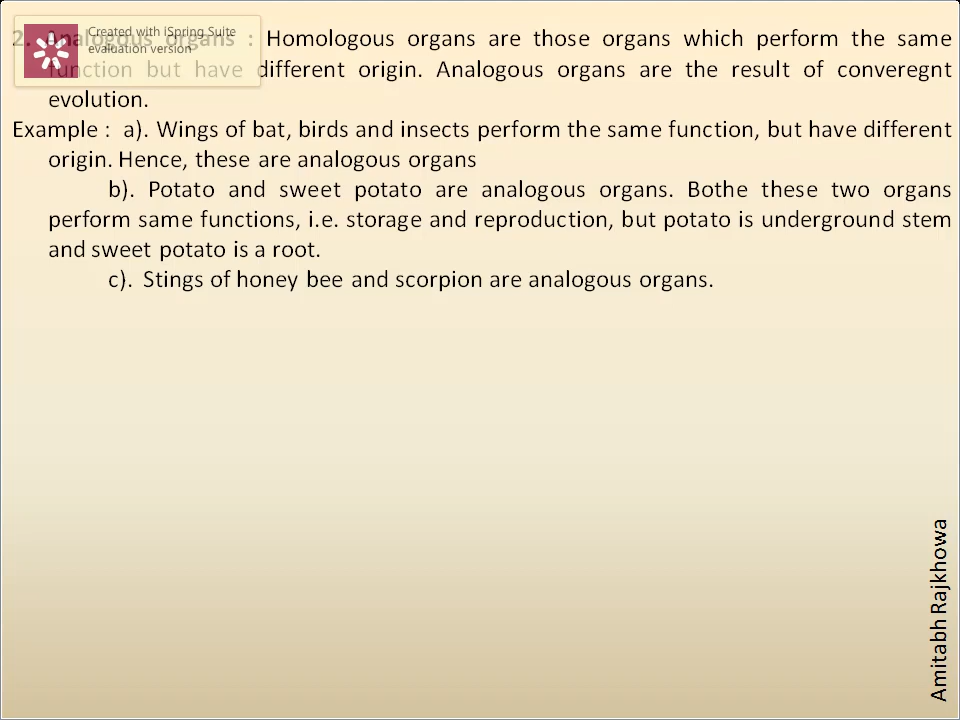 Created with iSpring Suite
evaluation version
2. Analogous organs : Homologous organs are those organs which perform the same
function but have different origin. Analogous organs are the result of converegnt
evolution.
Example : a). Wings of bat, birds and insects perform the same function, but have different
origin. Hence, these are analogous organs
b). Potato and sweet potato are analogous organs. Bothe these two organs
perform same functions, i.e. storage and reproduction, but potato is underground stem
and sweet potato is a root.
c). Stings of honey bee and scorpion are analogous organs.
Amitabh Rajkhowa